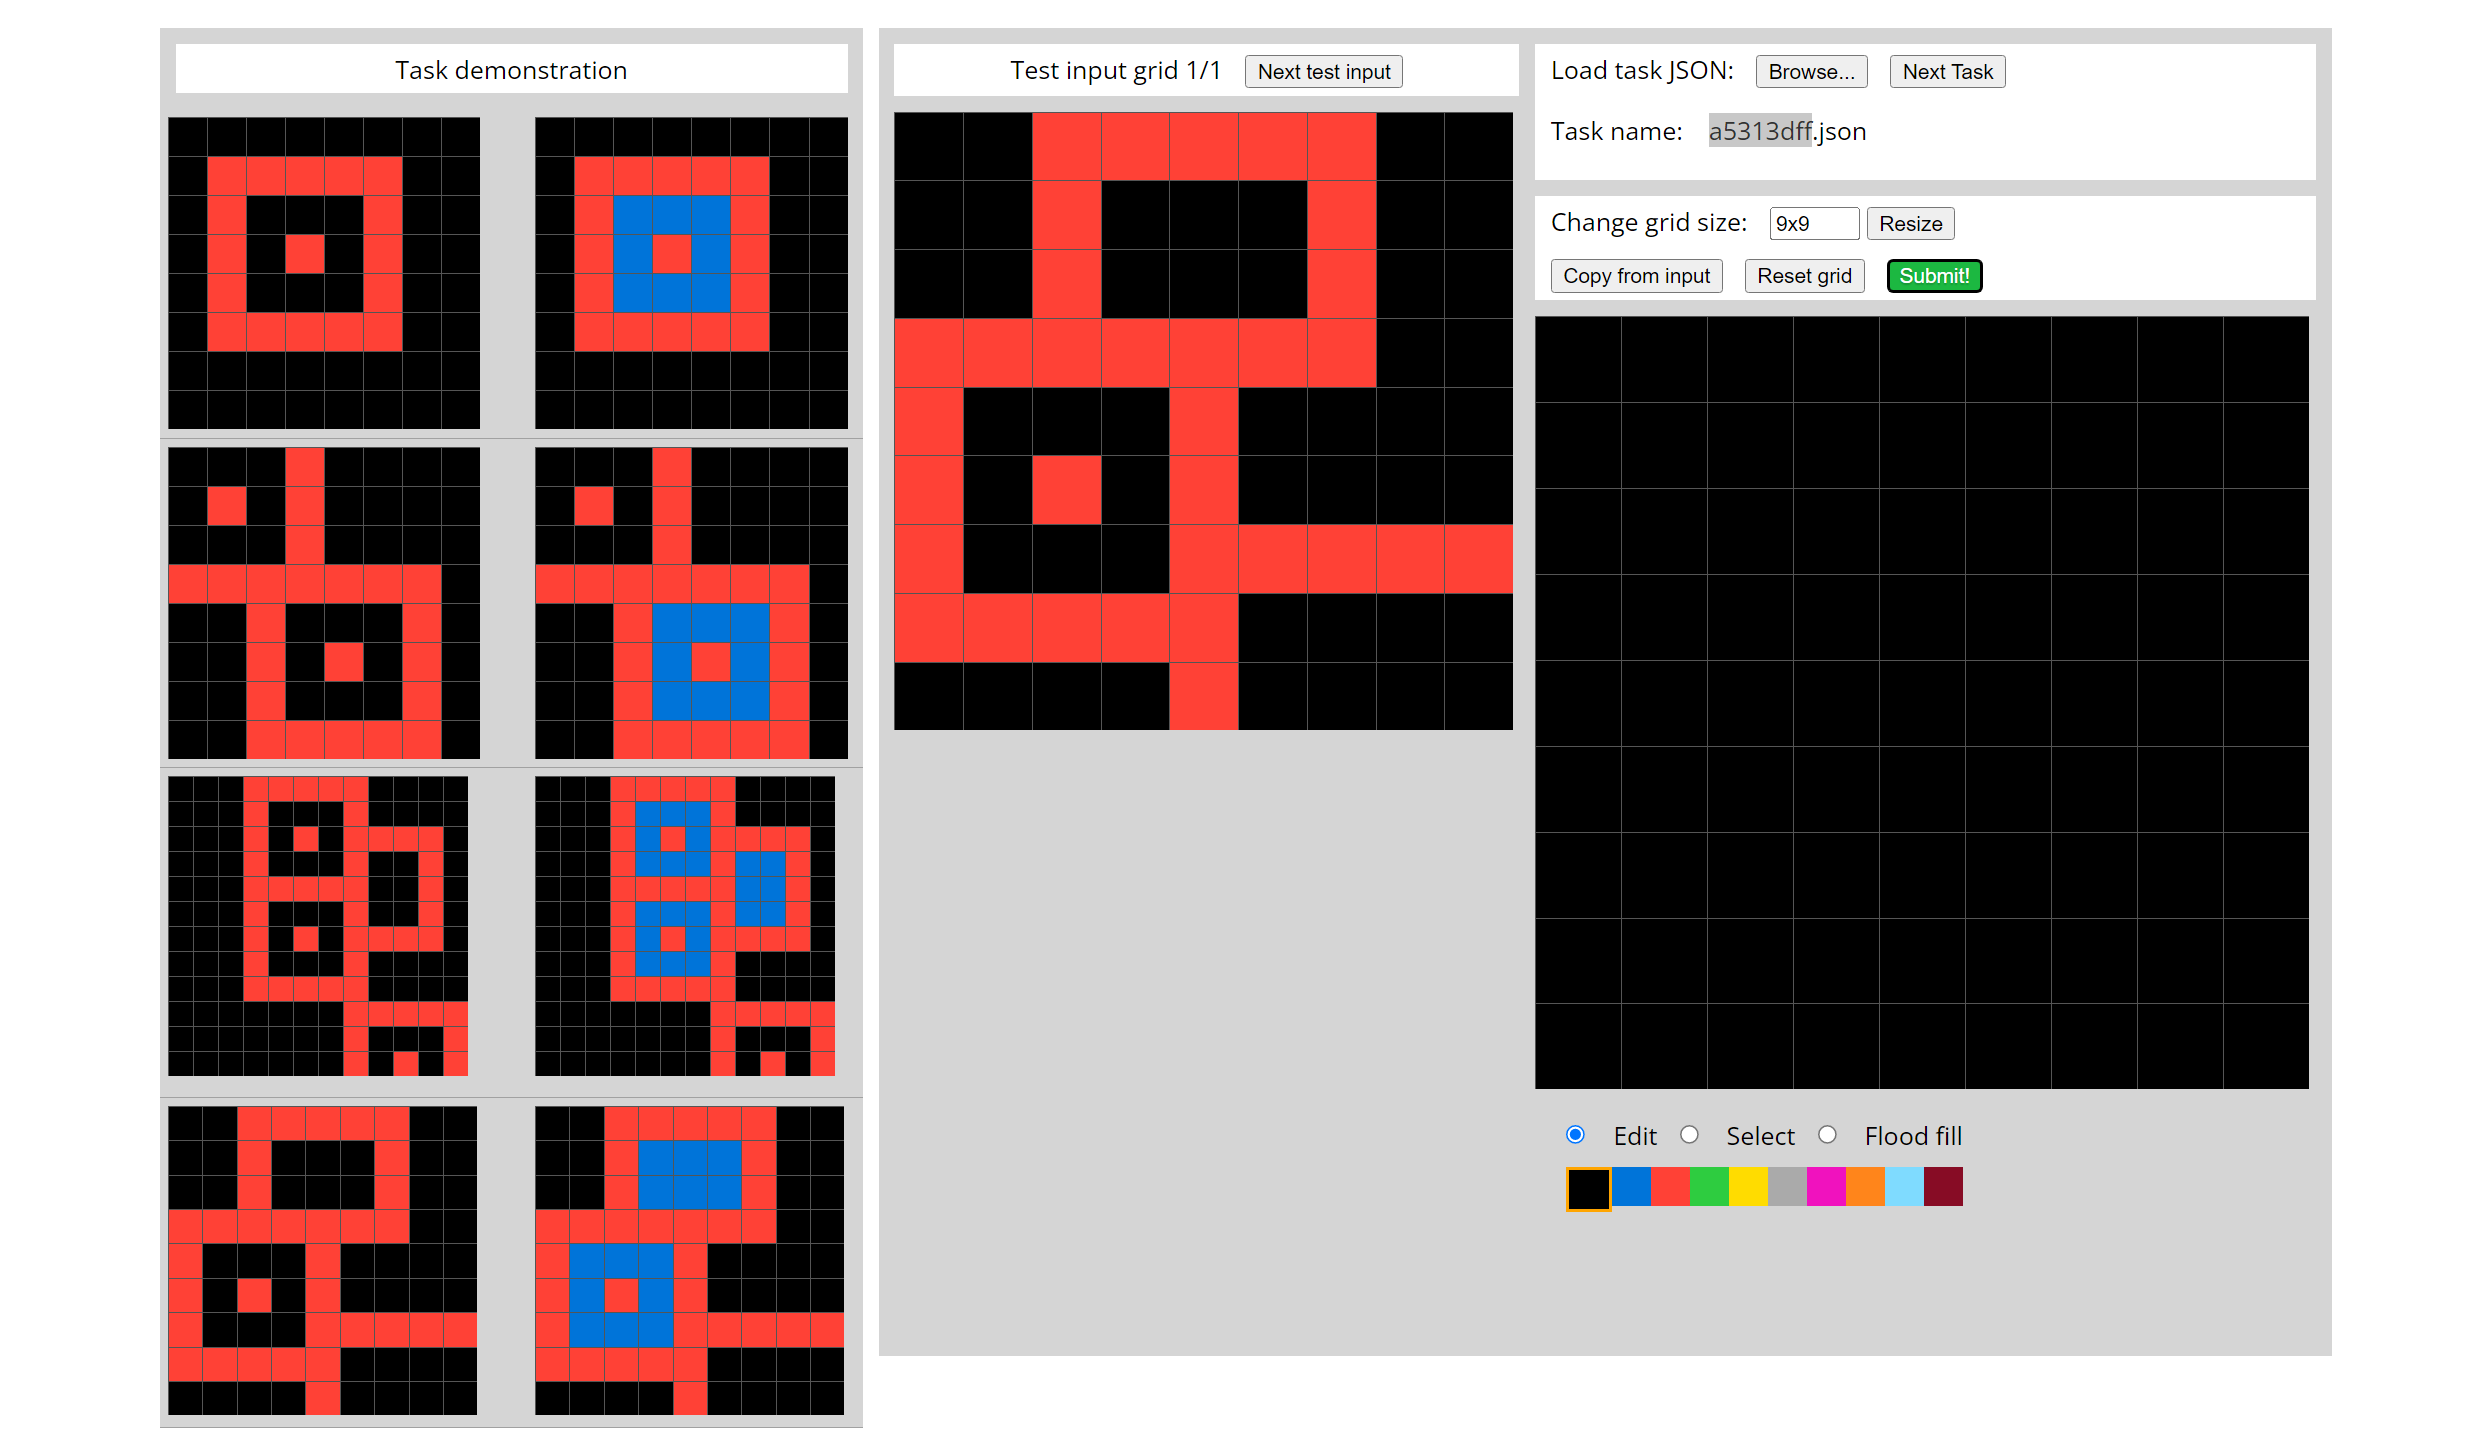 Task demonstration
Test input grid 1/1 Next test input
Load task JSON: Browse... Next Task
Task name: a5313dff.json
Change grid size: 9x9 Resize
Copy from input Reset grid Submit!
Edit Select Flood fill